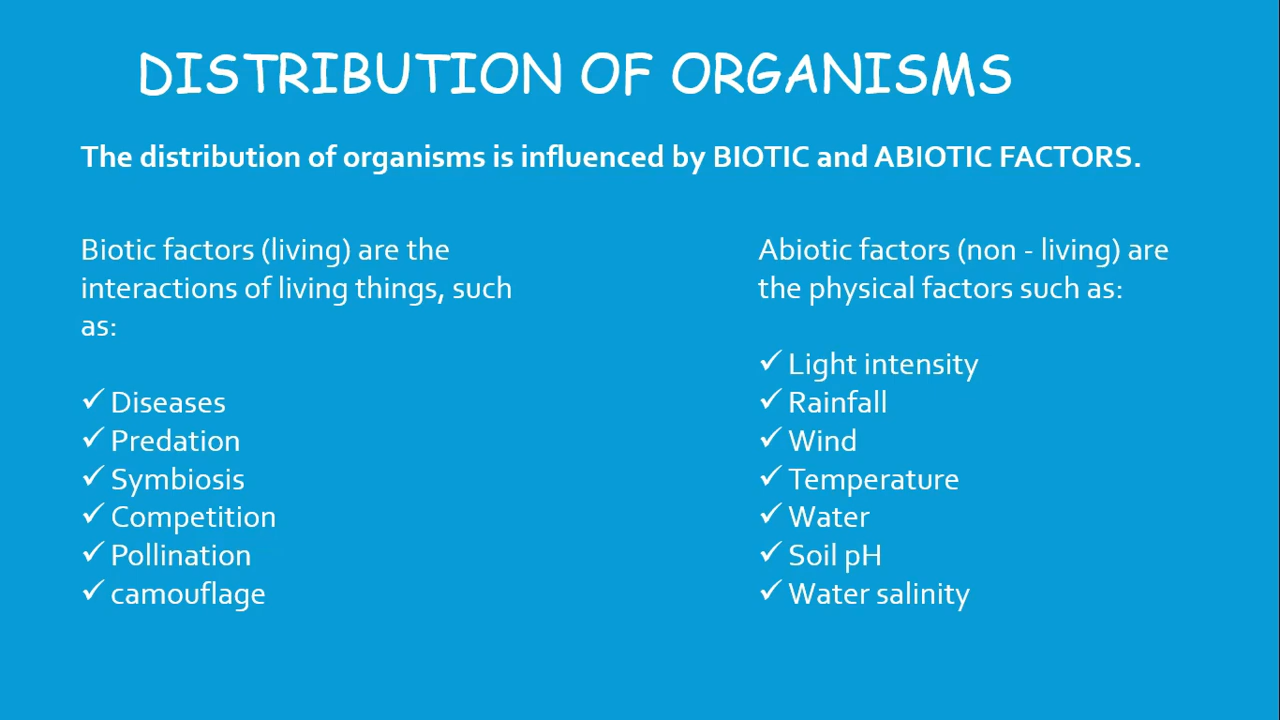 DISTRIBUTION OF ORGANISMS
The distribution of organisms is influenced by BIOTIC and ABIOTIC FACTORS.
Biotic factors (living) are the
interactions of living things, such
as:
✓ Diseases
✓ Predation
✓ Symbiosis
✓ Competition
✓ Pollination
✓ camouflage
Abiotic factors (non - living) are
the physical factors such as:
✓ Light intensity
✓ Rainfall
✓ Wind
✓ Temperature
✓ Water
✓ Soil pH
✓ Water salinity